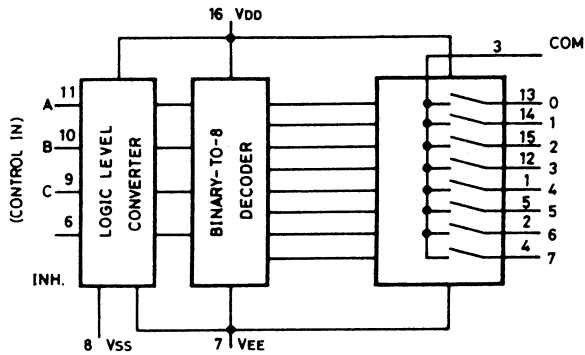 16 VDD
3 COM
(CONTROL IN)
A 11
B 10
C 9
6
INH.
LOGIC LEVEL
CONVERTER
BINARY-TO-8
DECODER
13 0
14 1
15 2
12 3
1 4
5 5
2 6
4 7
8 VSS
7 VEE